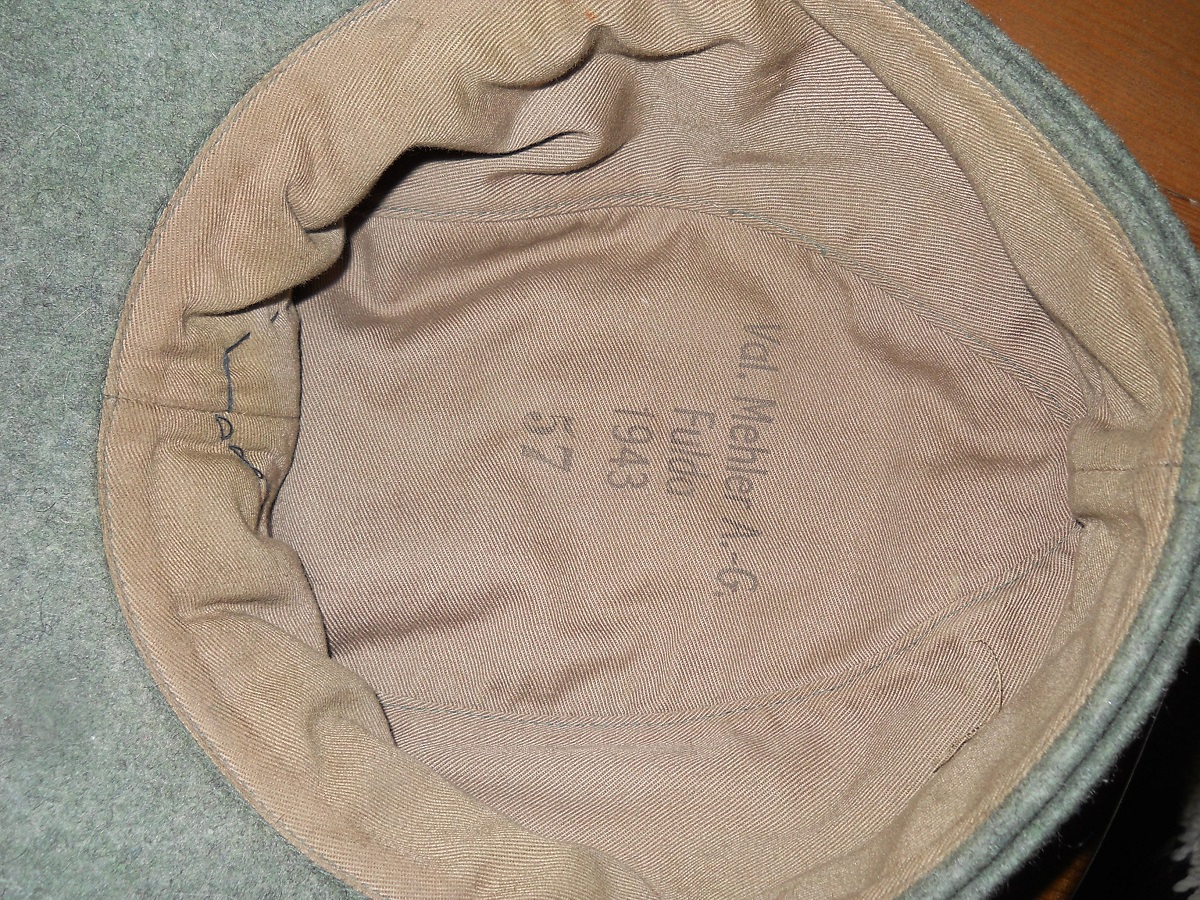 Val. Mehler A.-G.
Fulda
1943
57